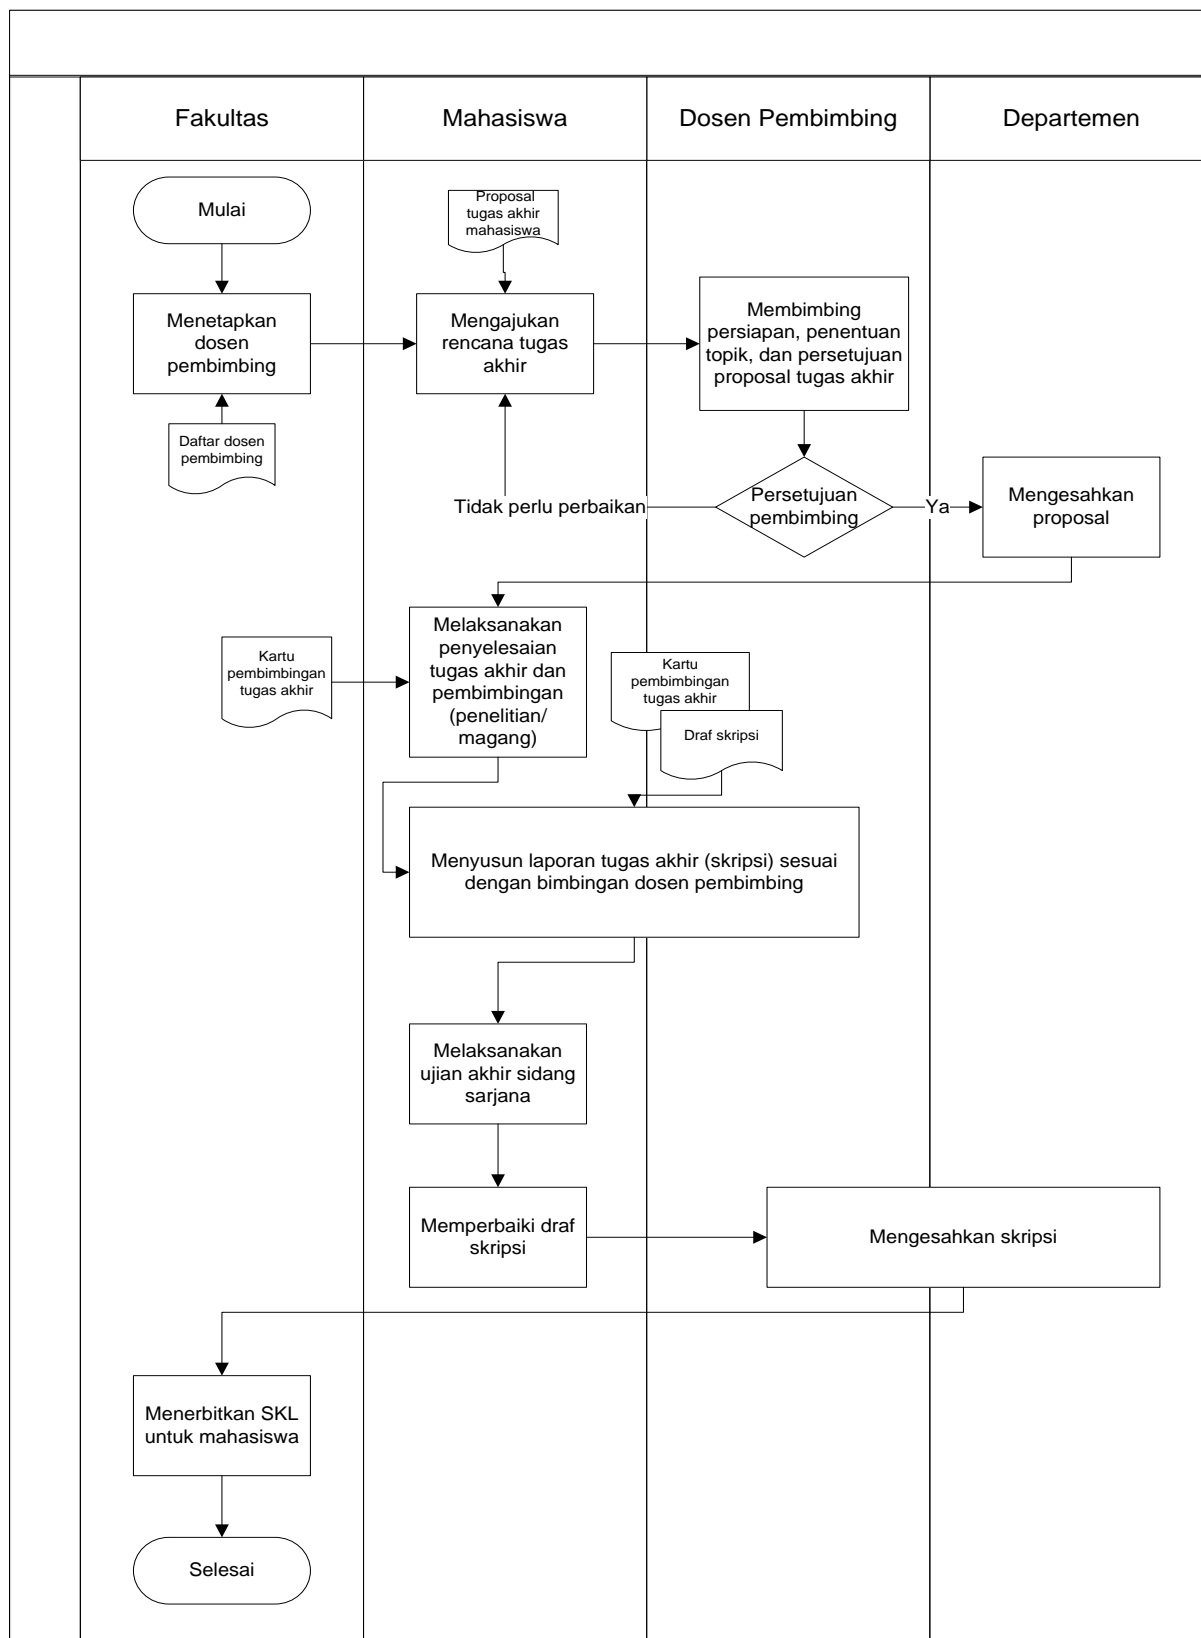 Fakultas
Mahasiswa
Dosen Pembimbing
Departemen
Mulai
Proposal
tugas akhir
mahasiswa
Menetapkan
dosen
pembimbing
Mengajukan
rencana tugas
akhir
Membimbing
persiapan, penentuan
topik, dan persetujuan
proposal tugas akhir
Daftar dosen
pembimbing
Tidak perlu perbaikan
Persetujuan
pembimbing
Ya
Mengesahkan
proposal
Kartu
pembimbingan
tugas akhir
Melaksanakan
penyelesaian
tugas akhir dan
pembimbingan
(penelitian/
magang)
Kartu
pembimbingan
tugas akhir
Draf skripsi
Menyusun laporan tugas akhir (skripsi) sesuai
dengan bimbingan dosen pembimbing
Melaksanakan
ujian akhir sidang
sarjana
Memperbaiki draf
skripsi
Mengesahkan skripsi
Menerbitkan SKL
untuk mahasiswa
Selesai